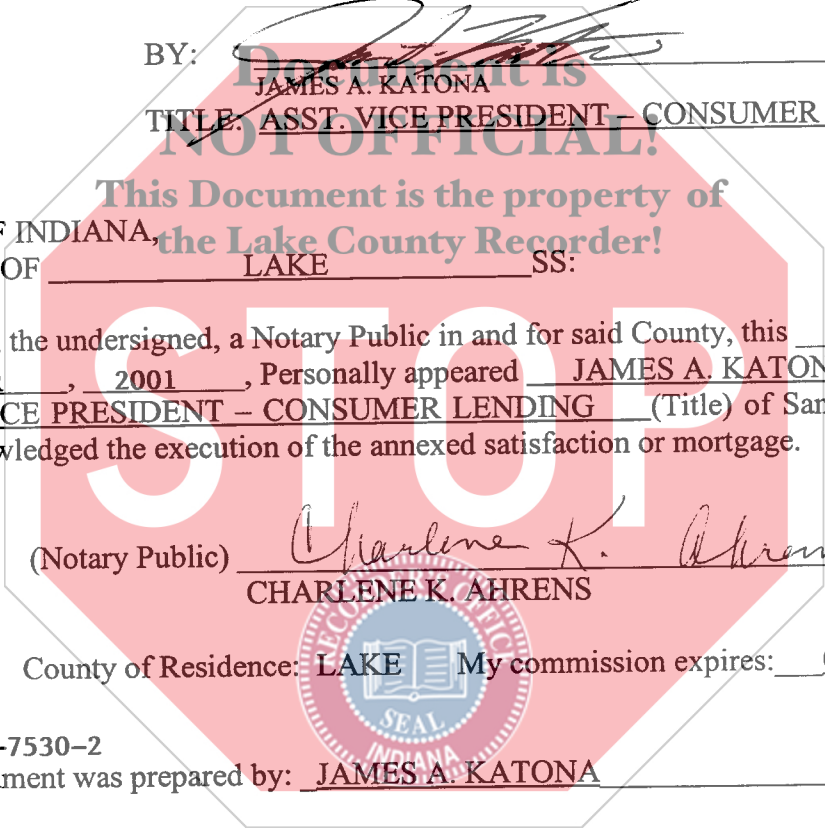 BY:
Document is
JAMES A. KATONA
TITLE: ASST. VICE PRESIDENT – CONSUMER
NOT OFFICIAL!
This Document is the property of
INDIANA,
the Lake County Recorder!
OF LAKE SS:
the undersigned, a Notary Public in and for said County, this
, 2001 , Personally appeared JAMES A. KATON
CE PRESIDENT – CONSUMER LENDING (Title) of San
wledged the execution of the annexed satisfaction or mortgage.
STOP
(Notary Public) Charlene K. Ahren
CHARLENE K. AHRENS
RECORDING OFFICE
County of Residence: LAKE My commission expires:
SEAL
INDIANA
-7530-2
ment was prepared by: JAMES A. KATONA